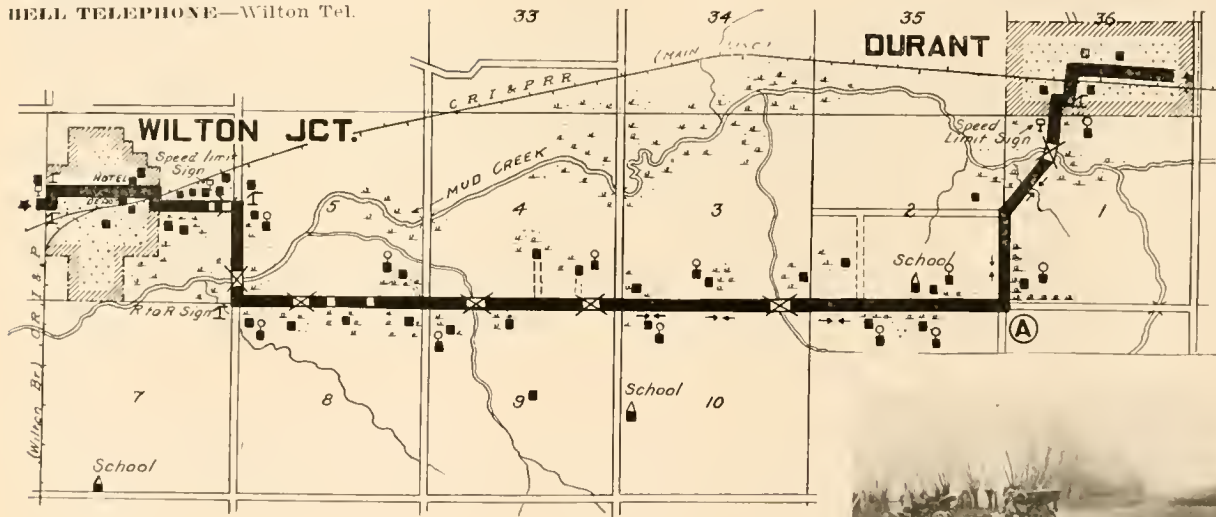 BELL TELEPHONE—Wilton Tel.
33
34
35
36
DURANT
(MAIN LINE)
C R I & P R R
WILTON JCT.
Speed limit
Sign
Speed
Limit Sign
HOTEL
DEPOT
MUD CREEK
5
4
3
2
1
School
R to R Sign
A
(Wilton Br.) C R I & P
7
8
9
School
10
School